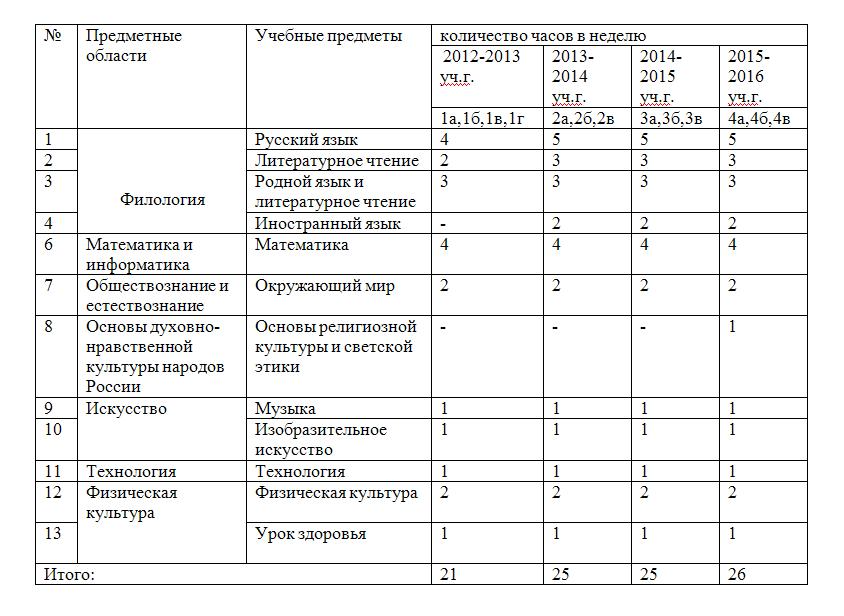 № Предметные области Учебные предметы количество часов в неделю
2012-2013 уч.г. 2013-2014 уч.г. 2014-2015 уч.г. 2015-2016 уч.г.
1а,1б,1в,1г 2а,2б,2в 3а,3б,3в 4а,4б,4в
1 Филология Русский язык 4 5 5 5
2 Литературное чтение 2 3 3 3
3 Родной язык и литературное чтение 3 3 3 3
4 Иностранный язык - 2 2 2
6 Математика и информатика Математика 4 4 4 4
7 Обществознание и естествознание Окружающий мир 2 2 2 2
8 Основы духовно-нравственной культуры народов России Основы религиозной культуры и светской этики - - - 1
9 Искусство Музыка 1 1 1 1
10 Изобразительное искусство 1 1 1 1
11 Технология Технология 1 1 1 1
12 Физическая культура Физическая культура 2 2 2 2
13 Урок здоровья 1 1 1 1
Итого: 21 25 25 26